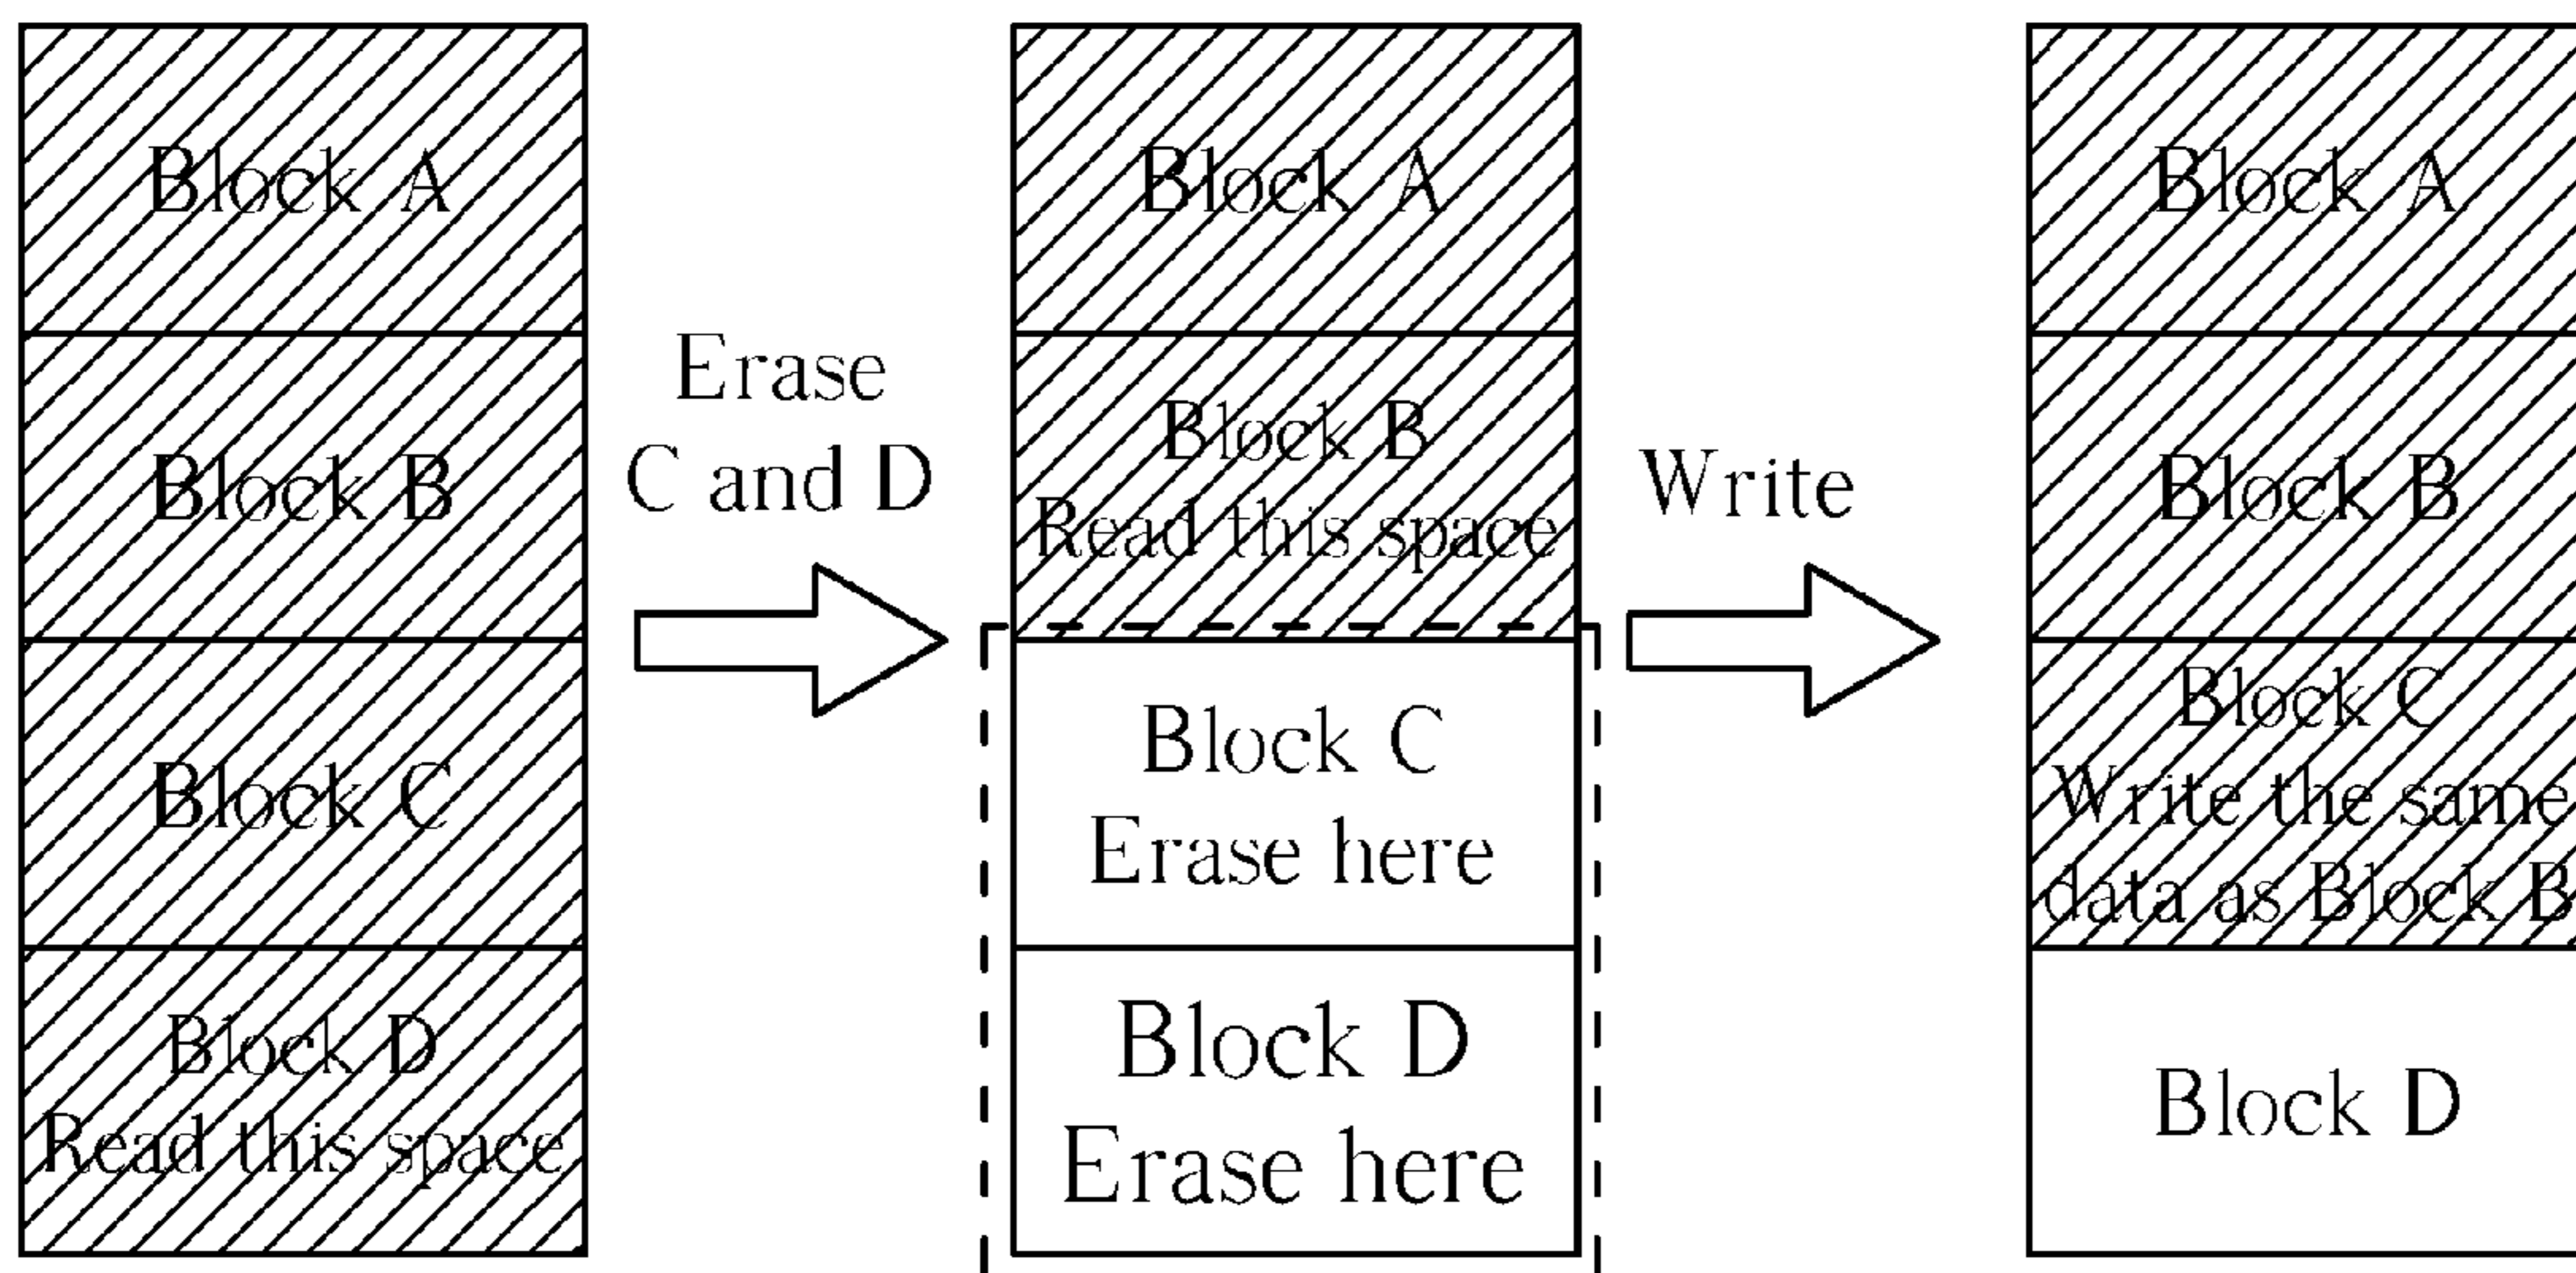 Block A
Block B
Block C
Block D
Read this space
Erase
C and D
Block A
Block B
Read this space
Block C
Erase here
Block D
Erase here
Write
Block A
Block B
Block C
Write the same
data as Block B
Block D